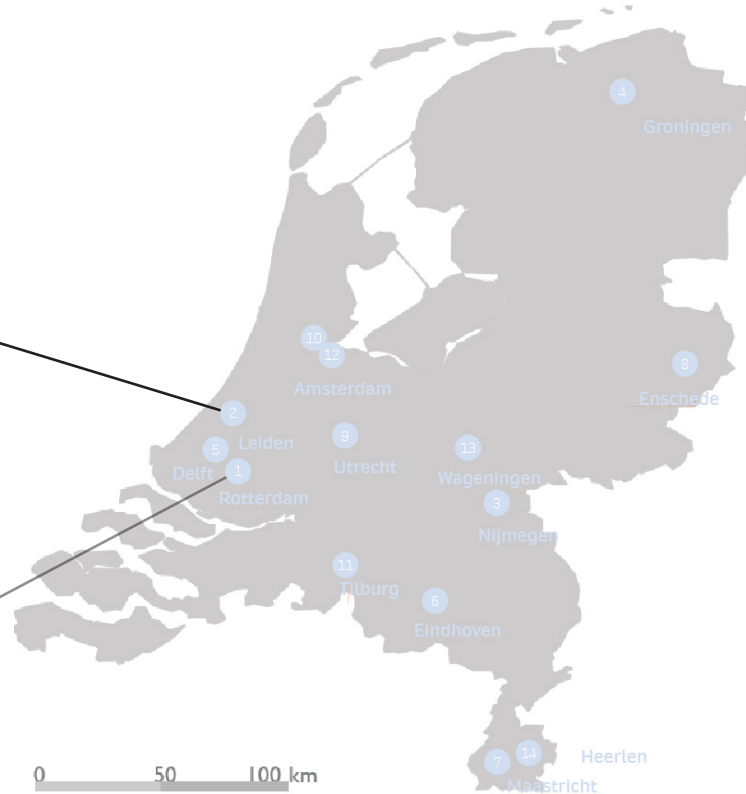 4
Groningen
10
12
Amsterdam
8
Enschede
2
Leiden
9
Utrecht
5
Delft
13
Wageningen
1
Rotterdam
3
Nijmegen
11
Tilburg
6
Eindhoven
14
Heerlen
7
Maastricht
0 50 100 km